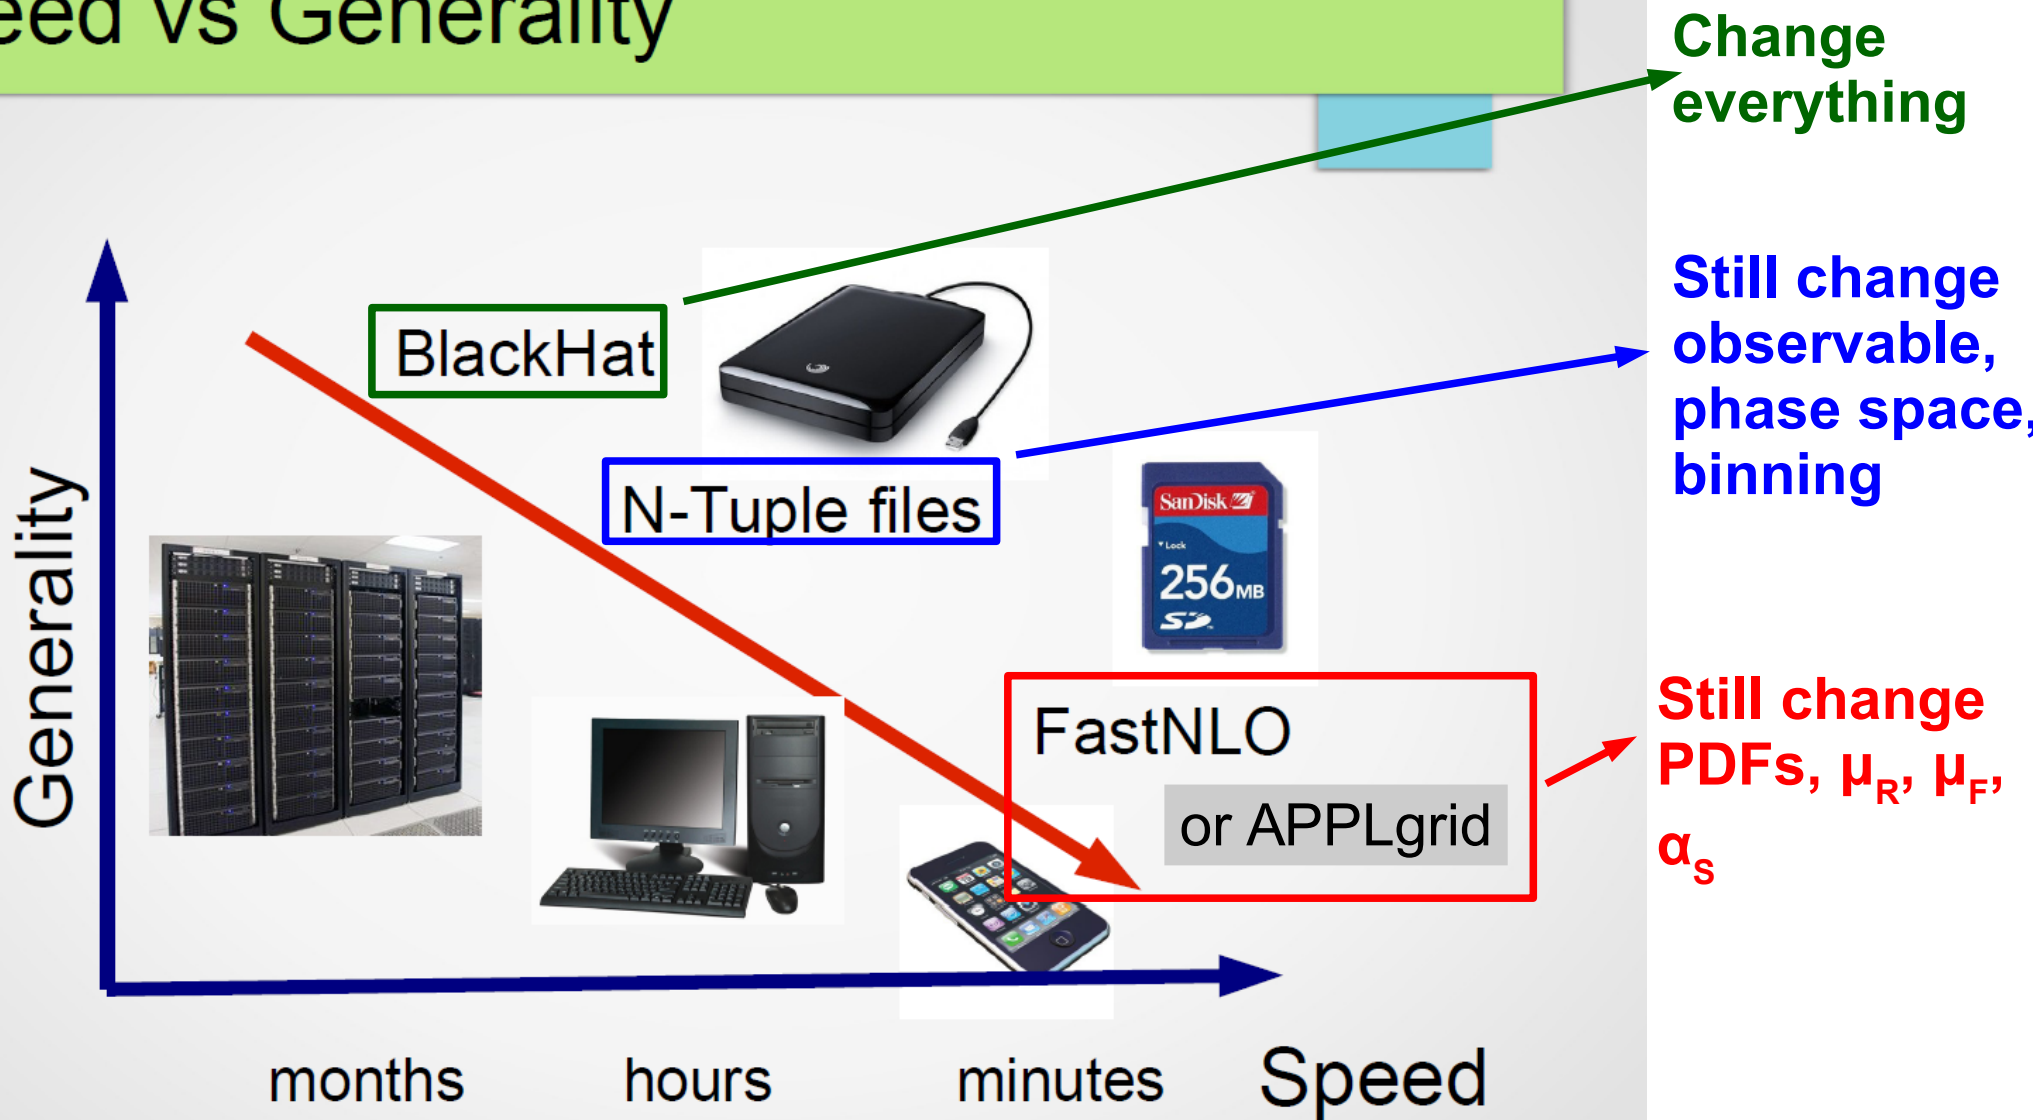 vs Generality
Change
everything
BlackHat
Still change
observable,
phase space,
binning
N-Tuple files
SanDisk
Lock
256MB
SD
Generality
FastNLO
or APPLgrid
Still change
PDFs, μR, μF,
αS
months hours minutes Speed